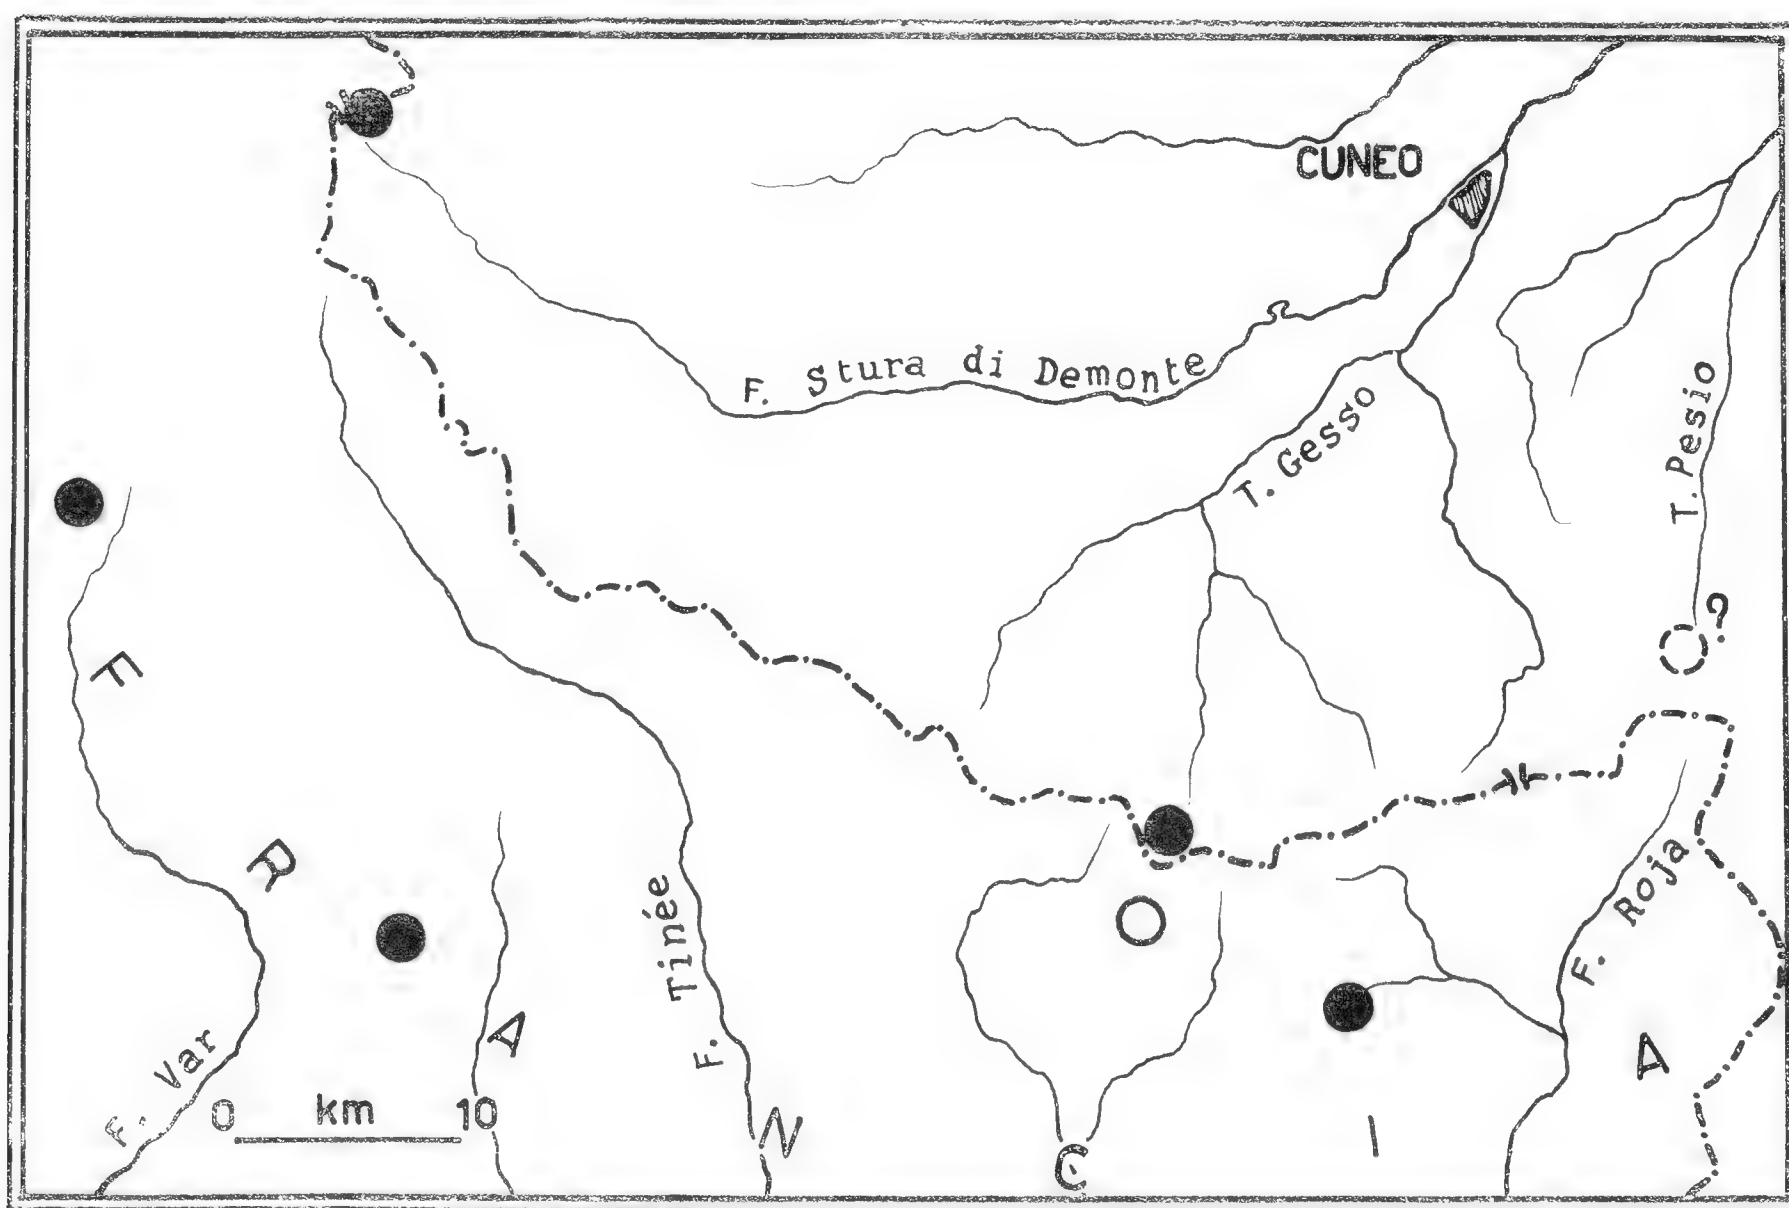 CUNEO
F. Stura di Demonte
T. Gesso
T. Pesio
?
F. Tinée
F. Roja
F. Var
0 km 10
F R A N C I A